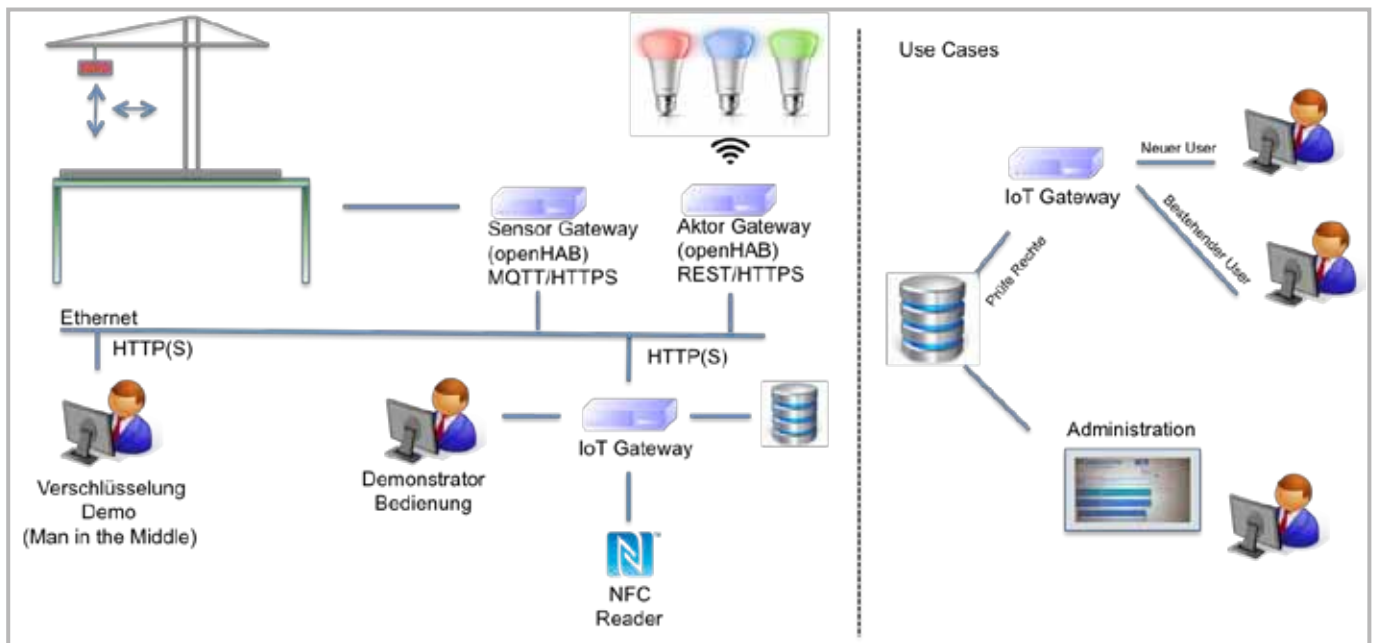 Use Cases
Neuer User
IoT Gateway
Bestehender User
Prüfe Rechte
Administration
Sensor Gateway
(openHAB)
MQTT/HTTPS
Aktor Gateway
(openHAB)
REST/HTTPS
Ethernet
HTTP(S)
HTTP(S)
IoT Gateway
Verschlüsselung
Demo
(Man in the Middle)
Demonstrator
Bedienung
NFC
Reader